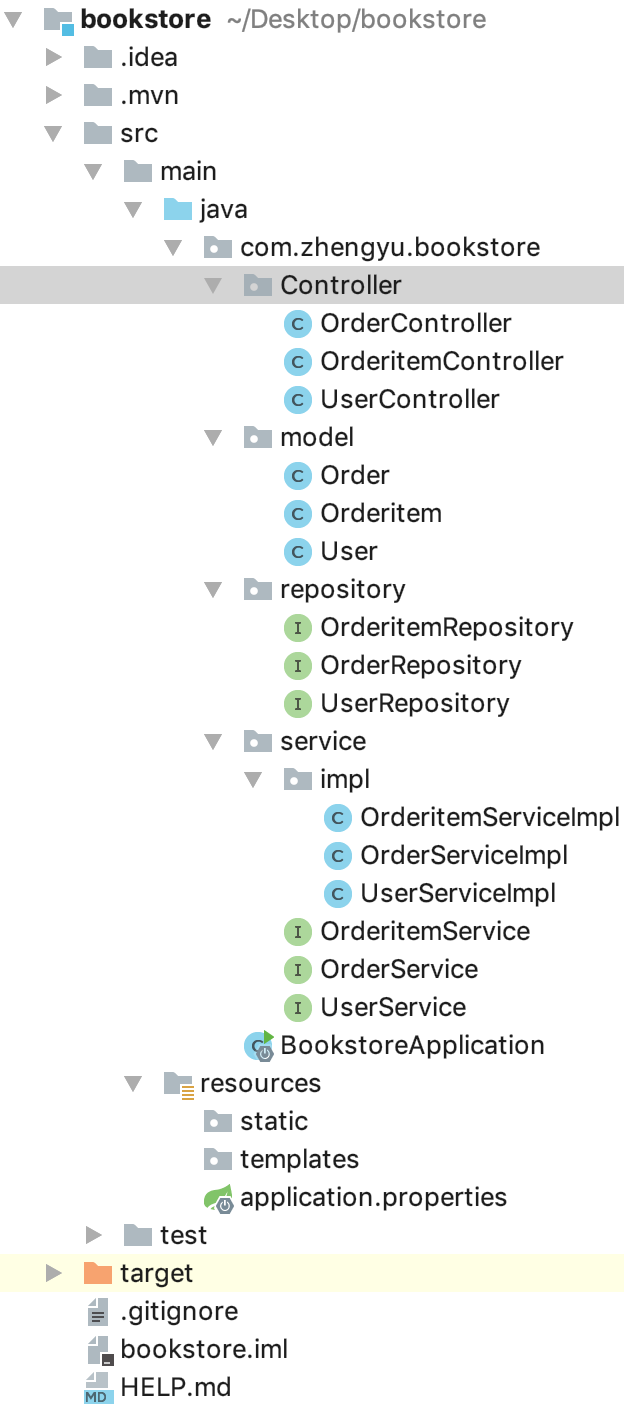 bookstore ~/Desktop/bookstore
.idea
.mvn
src
main
java
com.zhengyu.bookstore
Controller
C OrderController
C OrderitemController
C UserController
model
C Order
C Orderitem
C User
repository
I OrderitemRepository
I OrderRepository
I UserRepository
service
impl
C OrderitemServiceImpl
C OrderServiceImpl
C UserServiceImpl
I OrderitemService
I OrderService
I UserService
C BookstoreApplication
resources
static
templates
application.properties
test
target
.gitignore
bookstore.iml
MD HELP.md